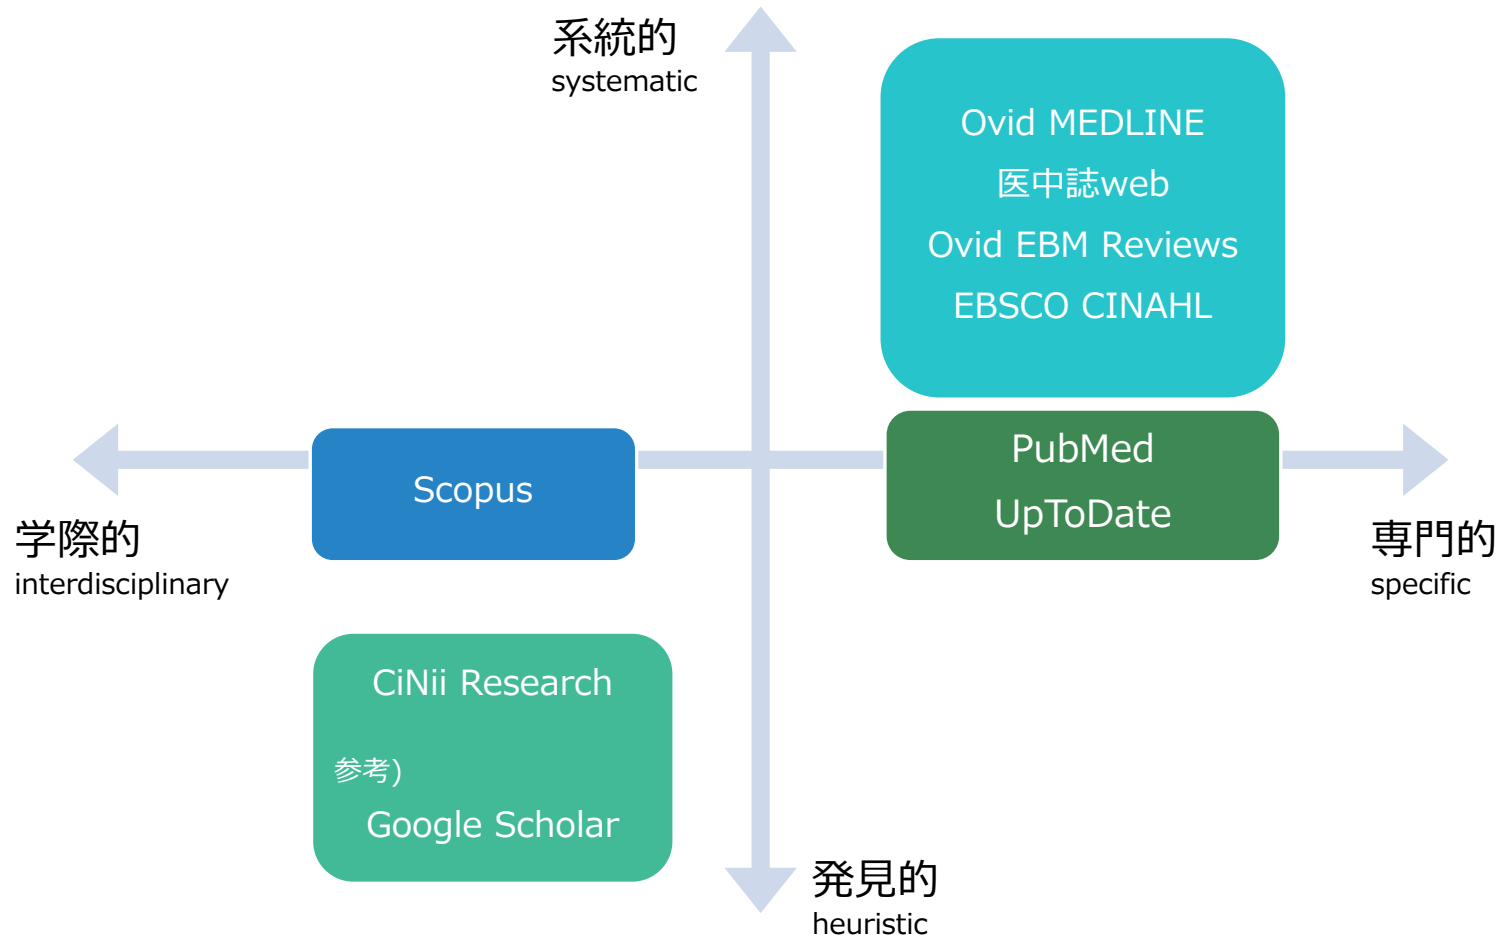 系統的
systematic
Ovid MEDLINE
医中誌web
Ovid EBM Reviews
EBSCO CINAHL
Scopus
PubMed
UpToDate
学際的
interdisciplinary
専門的
specific
CiNii Research
参考)
Google Scholar
発見的
heuristic